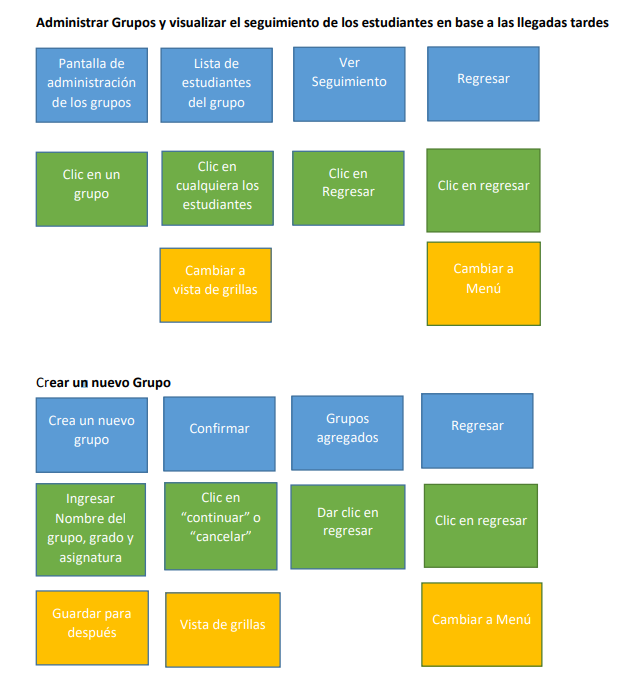 Administrar Grupos y visualizar el seguimiento de los estudiantes en base a las llegadas tardes
Pantalla de
administración
de los grupos
Lista de
estudiantes
del grupo
Ver
Seguimiento
Regresar
Clic en un
grupo
Clic en
cualquiera los
estudiantes
Clic en
Regresar
Clic en regresar
Cambiar a
vista de grillas
Cambiar a
Menú
Crear un nuevo Grupo
Crea un nuevo
grupo
Confirmar
Grupos
agregados
Regresar
Ingresar
Nombre del
grupo, grado y
asignatura
Clic en
“continuar” o
“cancelar”
Dar clic en
regresar
Clic en regresar
Guardar para
después
Vista de grillas
Cambiar a Menú